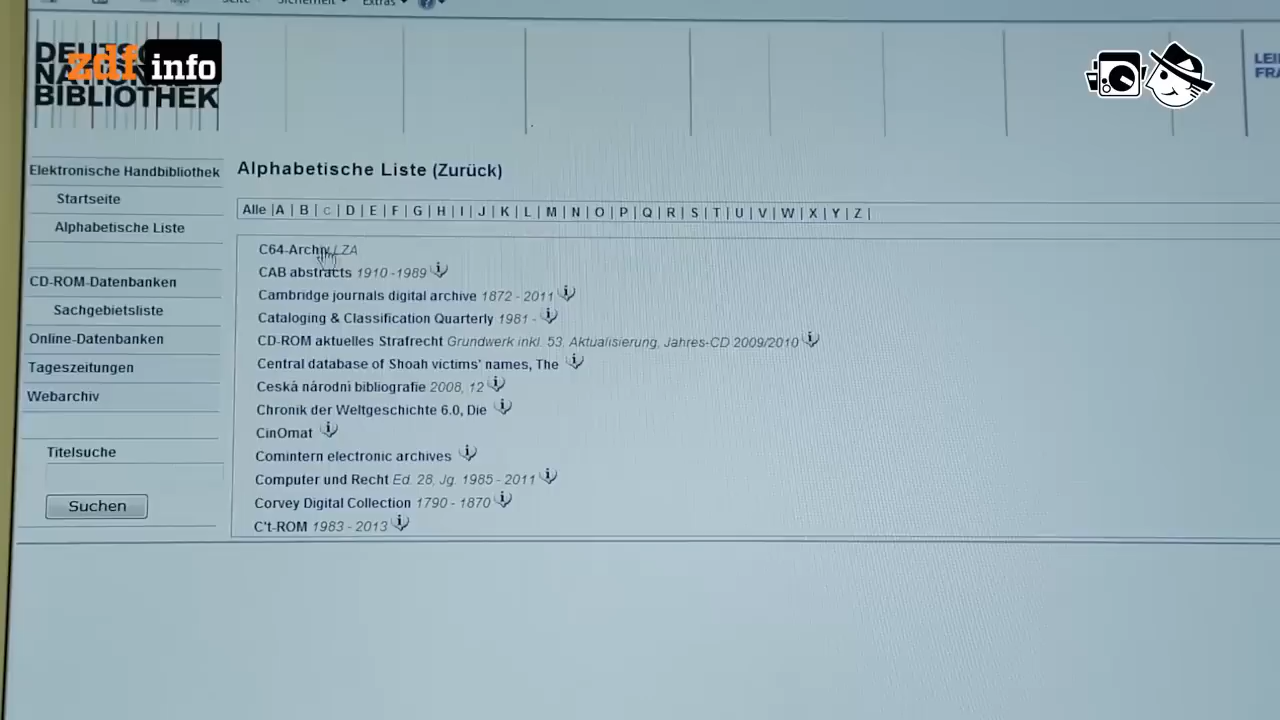 Seite Sicherheit Extras
DEUTSCHE
NATIONAL
BIBLIOTHEK
zdf info
LEI
FRA
Elektronische Handbibliothek
Startseite
Alphabetische Liste
CD-ROM-Datenbanken
Sachgebietsliste
Online-Datenbanken
Tageszeitungen
Webarchiv
Titelsuche
Suchen
Alphabetische Liste (Zurück)
Alle |A | B | C | D | E | F | G | H | I | J | K | L | M | N | O | P | Q | R | S | T | U | V | W | X | Y | Z |
C64-Archiv LZA
CAB abstracts 1910 -1989
Cambridge journals digital archive 1872 - 2011
Cataloging & Classification Quarterly 1981 -
CD-ROM aktuelles Strafrecht Grundwerk inkl. 53. Aktualisierung, Jahres-CD 2009/2010
Central database of Shoah victims' names, The
Ceská národní bibliografie 2008, 12
Chronik der Weltgeschichte 6.0, Die
CinOmat
Comintern electronic archives
Computer und Recht Ed. 28, Jg. 1985 - 2011
Corvey Digital Collection 1790 - 1870
C't-ROM 1983 - 2013